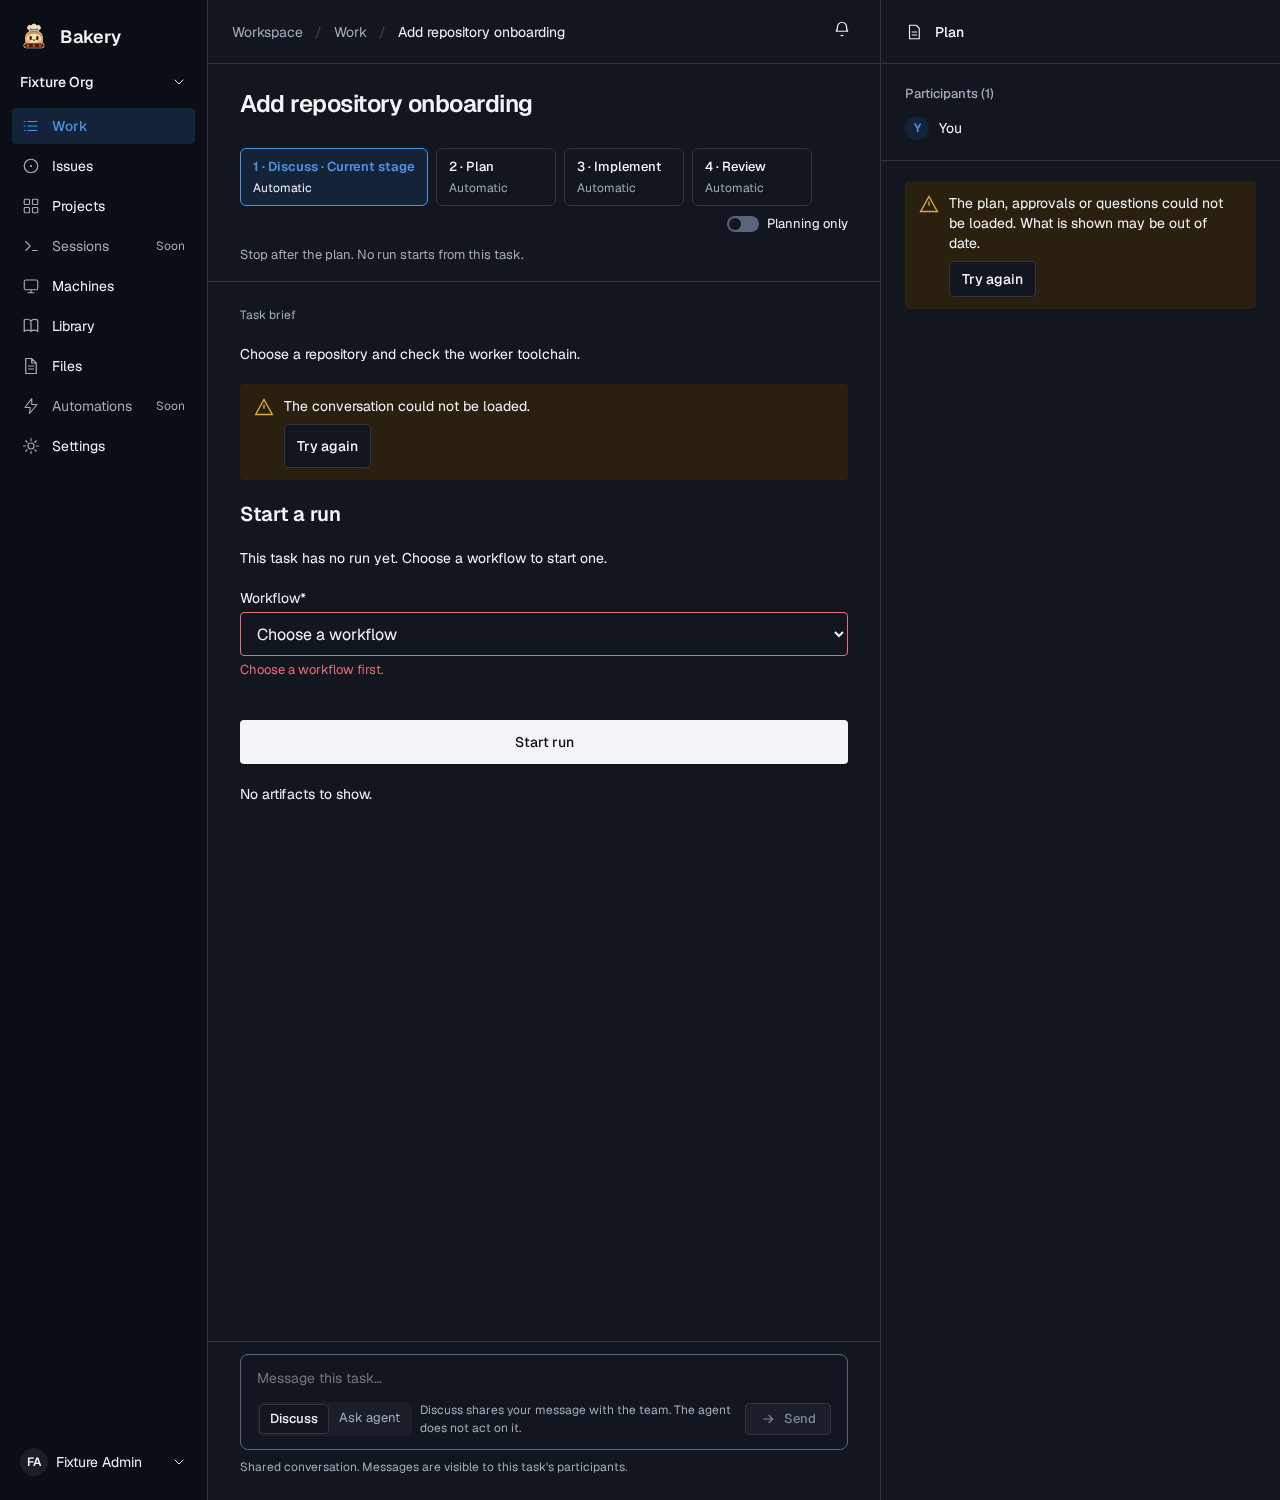 Bakery
Fixture Org
Work
Issues
Projects
Sessions Soon
Machines
Library
Files
Automations Soon
Settings
FA Fixture Admin
Workspace / Work / Add repository onboarding
Add repository onboarding
1 · Discuss · Current stage
Automatic
2 · Plan
Automatic
3 · Implement
Automatic
4 · Review
Automatic
Planning only
Stop after the plan. No run starts from this task.
Task brief
Choose a repository and check the worker toolchain.
The conversation could not be loaded.
Try again
Start a run
This task has no run yet. Choose a workflow to start one.
Workflow*
Choose a workflow
Choose a workflow first.
Start run
No artifacts to show.
Message this task...
Discuss
Ask agent
Discuss shares your message with the team. The agent
does not act on it.
Send
Shared conversation. Messages are visible to this task's participants.
Plan
Participants (1)
Y You
The plan, approvals or questions could not
be loaded. What is shown may be out of
date.
Try again